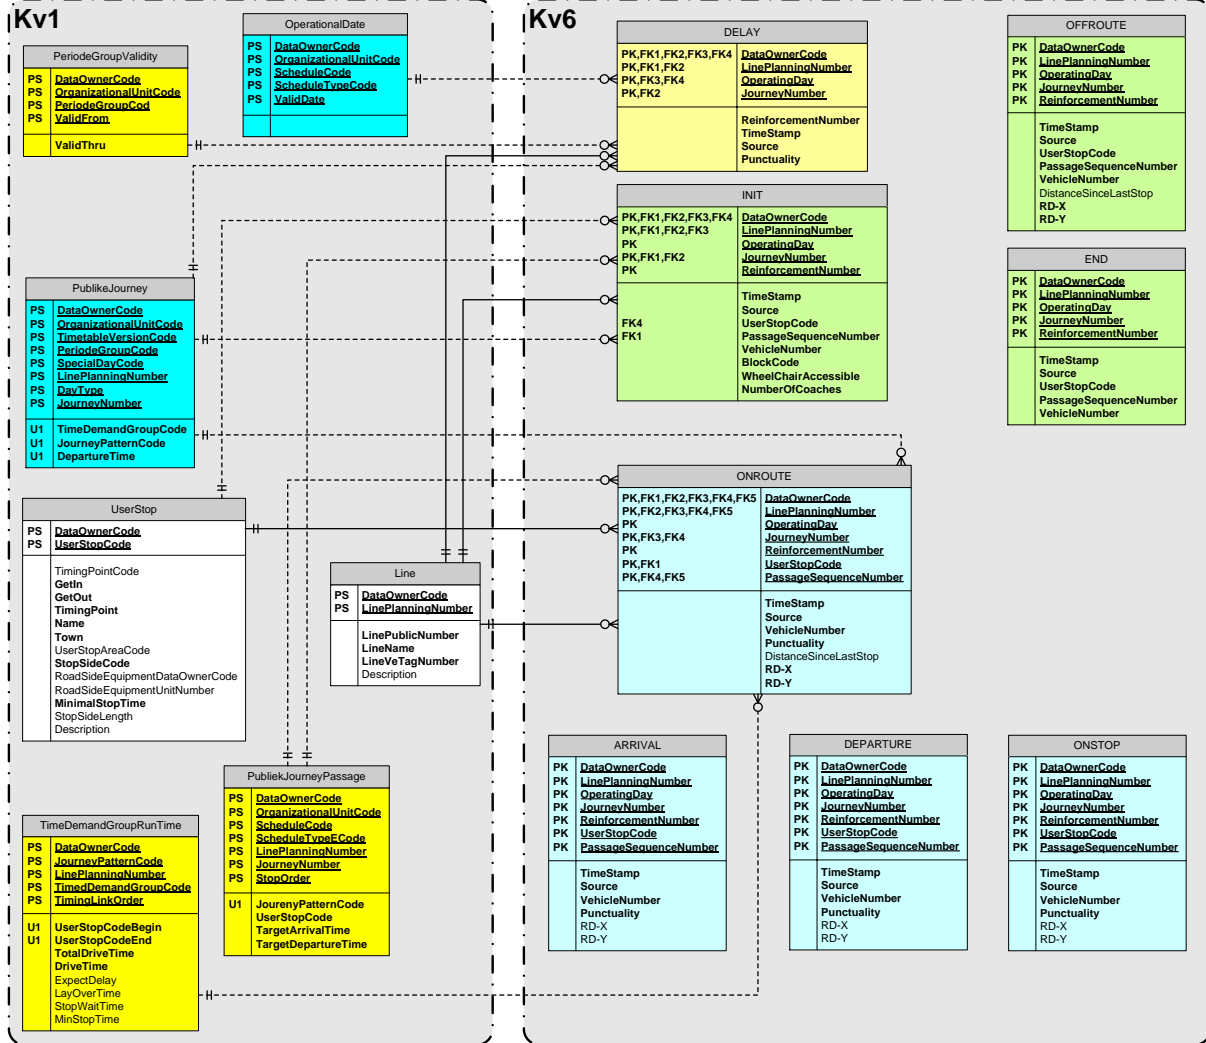 Kv1
OperationalDate
PS DataOwnerCode
PS OrganizationalUnitCode
PS ScheduleCode
PS ScheduleTypeCode
PS ValidDate
PeriodeGroupValidity
PS DataOwnerCode
PS OrganizationalUnitCode
PS PeriodeGroupCod
PS ValidFrom
ValidThru
PublikeJourney
PS DataOwnerCode
PS OrganizationalUnitCode
PS TimetableVersionCode
PS PeriodeGroupCode
PS SpecialDayCode
PS LinePlanningNumber
PS DayType
PS JourneyNumber
U1 TimeDemandGroupCode
U1 JourneyPatternCode
U1 DepartureTime
UserStop
PS DataOwnerCode
PS UserStopCode
TimingPointCode
GetIn
GetOut
TimingPoint
Name
Town
UserStopAreaCode
StopSideCode
RoadSideEquipmentDataOwnerCode
RoadSideEquipmentUnitNumber
MinimalStopTime
StopSideLength
Description
Line
PS DataOwnerCode
PS LinePlanningNumber
LinePublicNumber
LineName
LineVeTagNumber
Description
PubliekJourneyPassage
PS DataOwnerCode
PS OrganizationalUnitCode
PS ScheduleCode
PS ScheduleTypeECode
PS LinePlanningNumber
PS JourneyNumber
PS StopOrder
U1 JourenyPatternCode
UserStopCode
TargetArrivalTime
TargetDepartureTime
TimeDemandGroupRunTime
PS DataOwnerCode
PS JourneyPatternCode
PS LinePlanningNumber
PS TimedDemandGroupCode
PS TimingLinkOrder
U1 UserStopCodeBegin
U1 UserStopCodeEnd
TotalDriveTime
DriveTime
ExpectDelay
LayOverTime
StopWaitTime
MinStopTime
Kv6
DELAY
PK,FK1,FK2,FK3,FK4 DataOwnerCode
PK,FK1,FK2 LinePlanningNumber
PK,FK3,FK4 OperatingDay
PK,FK2 JourneyNumber
ReinforcementNumber
TimeStamp
Source
Punctuality
INIT
PK,FK1,FK2,FK3,FK4 DataOwnerCode
PK,FK1,FK2,FK3 LinePlanningNumber
PK OperatingDay
PK,FK1,FK2 JourneyNumber
PK ReinforcementNumber
TimeStamp
Source
FK4 UserStopCode
FK1 PassageSequenceNumber
VehicleNumber
BlockCode
WheelChairAccessible
NumberOfCoaches
OFFROUTE
PK DataOwnerCode
PK LinePlanningNumber
PK OperatingDay
PK JourneyNumber
PK ReinforcementNumber
TimeStamp
Source
UserStopCode
PassageSequenceNumber
VehicleNumber
DistanceSinceLastStop
RD-X
RD-Y
END
PK DataOwnerCode
PK LinePlanningNumber
PK OperatingDay
PK JourneyNumber
PK ReinforcementNumber
TimeStamp
Source
UserStopCode
PassageSequenceNumber
VehicleNumber
ONROUTE
PK,FK1,FK2,FK3,FK4,FK5 DataOwnerCode
PK,FK2,FK3,FK4,FK5 LinePlanningNumber
PK OperatingDay
PK,FK3,FK4 JourneyNumber
PK ReinforcementNumber
PK,FK1 UserStopCode
PK,FK4,FK5 PassageSequenceNumber
TimeStamp
Source
VehicleNumber
Punctuality
DistanceSinceLastStop
RD-X
RD-Y
ARRIVAL
PK DataOwnerCode
PK LinePlanningNumber
PK OperatingDay
PK JourneyNumber
PK ReinforcementNumber
PK UserStopCode
PK PassageSequenceNumber
TimeStamp
Source
VehicleNumber
Punctuality
RD-X
RD-Y
DEPARTURE
PK DataOwnerCode
PK LinePlanningNumber
PK OperatingDay
PK JourneyNumber
PK ReinforcementNumber
PK UserStopCode
PK PassageSequenceNumber
TimeStamp
Source
VehicleNumber
Punctuality
RD-X
RD-Y
ONSTOP
PK DataOwnerCode
PK LinePlanningNumber
PK OperatingDay
PK JourneyNumber
PK ReinforcementNumber
PK UserStopCode
PK PassageSequenceNumber
TimeStamp
Source
VehicleNumber
Punctuality
RD-X
RD-Y